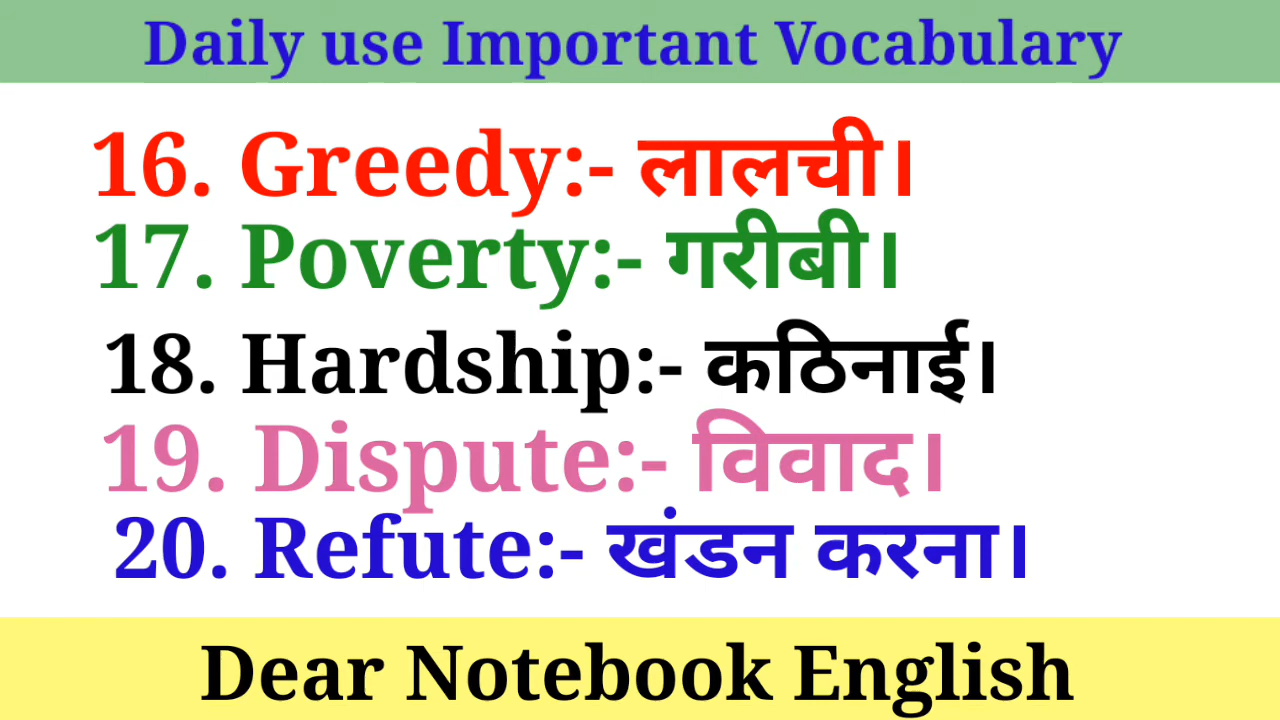 Daily use Important Vocabulary
16. Greedy:- लालची।
17. Poverty:- गरीबी।
18. Hardship:- कठिनाई।
19. Dispute:- विवाद।
20. Refute:- खंडन करना।
Dear Notebook English